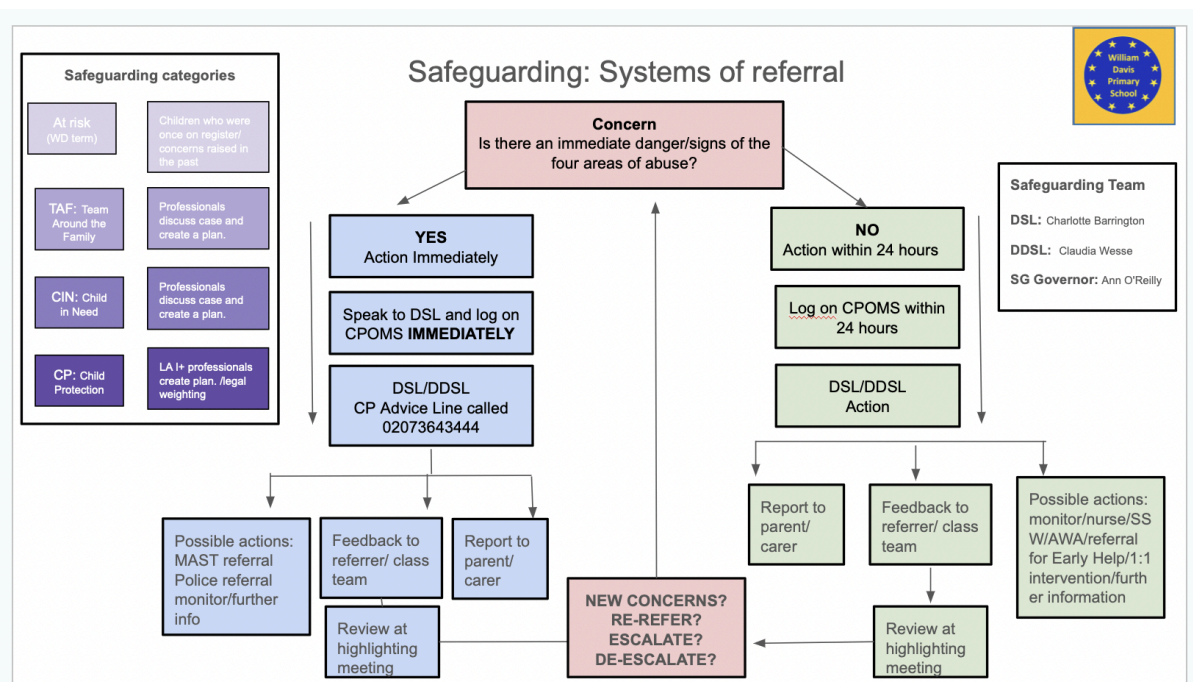 Safeguarding categories
At risk
(WD term)
Children who were
once on register/
concerns raised in
the past
TAF: Team
Around the
Family
Professionals
discuss case and
create a plan.
CIN: Child
in Need
Professionals
discuss case and
create a plan.
CP: Child
Protection
LA l+ professionals
create plan. /legal
weighting
Safeguarding: Systems of referral
William
Davis
Primary
School
Concern
Is there an immediate danger/signs of the
four areas of abuse?
Safeguarding Team
DSL: Charlotte Barrington
DDSL: Claudia Wesse
SG Governor: Ann O'Reilly
YES
Action Immediately
Speak to DSL and log on
CPOMS IMMEDIATELY
DSL/DDSL
CP Advice Line called
02073643444
Possible actions:
MAST referral
Police referral
monitor/further
info
Feedback to
referrer/ class
team
Report to
parent/
carer
Review at
highlighting
meeting
NO
Action within 24 hours
Log on CPOMS within
24 hours
DSL/DDSL
Action
Report to
parent/
carer
Feedback to
referrer/ class
team
Possible actions:
monitor/nurse/SS
W/AWA/referral
for Early Help/1:1
intervention/furth
er information
Review at
highlighting
meeting
NEW CONCERNS?
RE-REFER?
ESCALATE?
DE-ESCALATE?